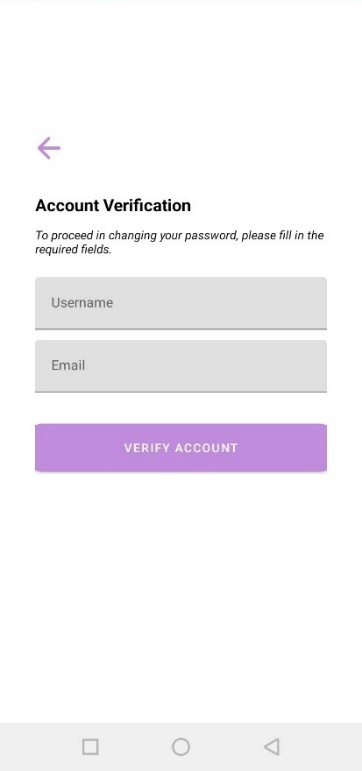 Account Verification
To proceed in changing your password, please fill in the
required fields.
Username
Email
VERIFY ACCOUNT